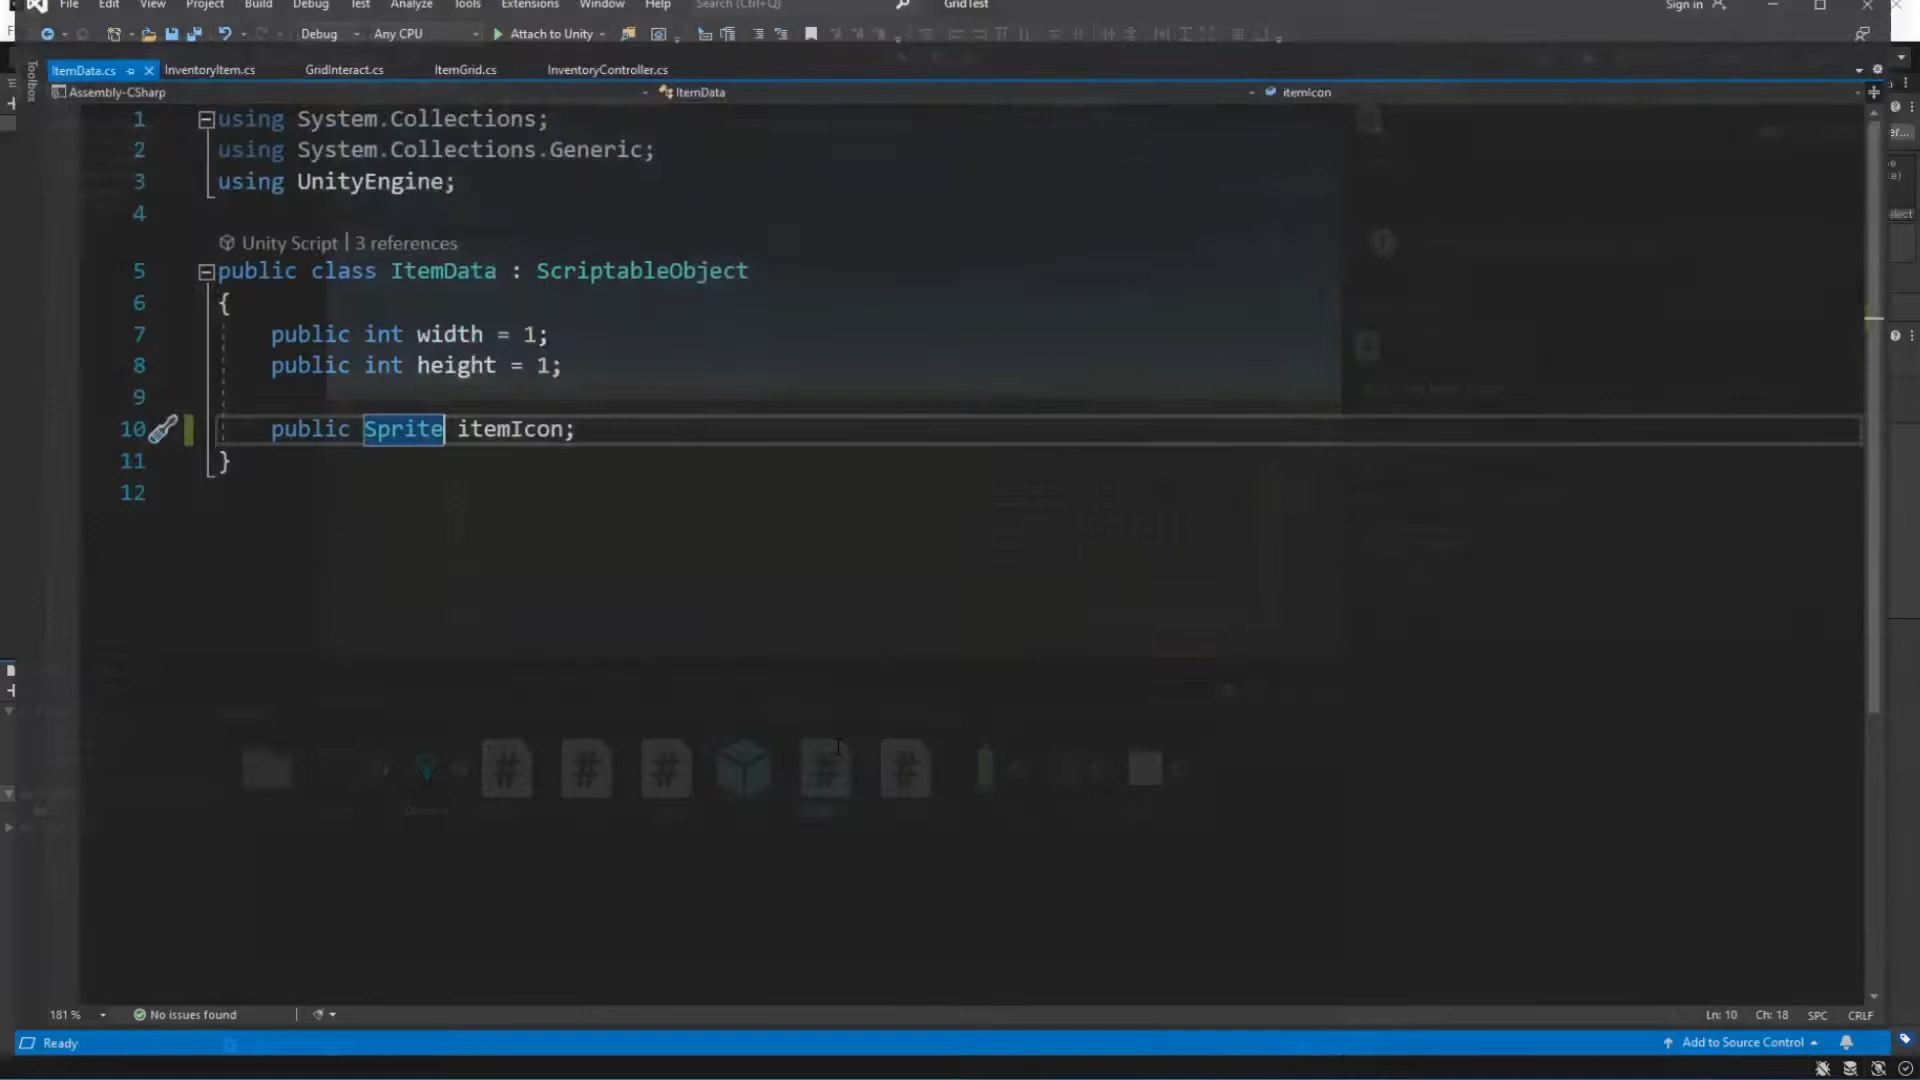 File Edit View Project Build Debug Test Analyze Tools Extensions Window Help Search (Ctrl+Q) GridTest Sign in
Debug Any CPU Attach to Unity
ItemData.cs InventoryItem.cs GridInteract.cs ItemGrid.cs InventoryController.cs
Toolbox
Assembly-CSharp ItemData itemIcon
1 using System.Collections;
2 using System.Collections.Generic;
3 using UnityEngine;
4
Unity Script | 3 references
5 public class ItemData : ScriptableObject
6 {
7 public int width = 1;
8 public int height = 1;
9
10 public Sprite itemIcon;
11 }
12
181 % No issues found Ln: 10 Ch: 18 SPC CRLF
Ready Add to Source Control